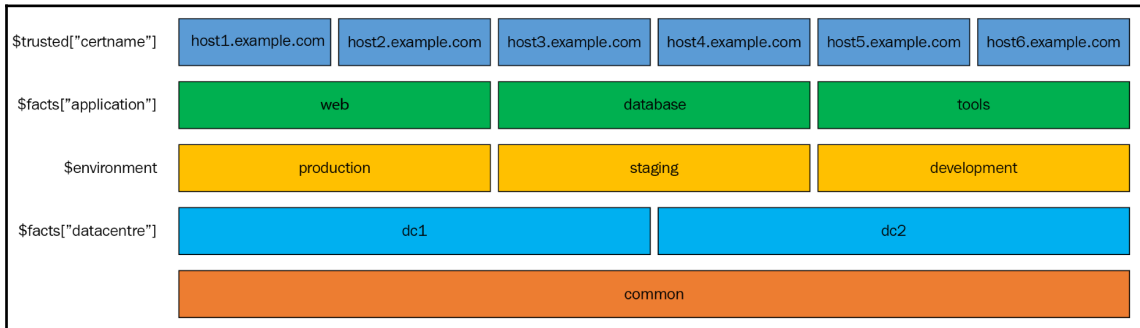 $trusted["certname"] host1.example.com host2.example.com host3.example.com host4.example.com host5.example.com host6.example.com
$facts["application"] web database tools
$environment production staging development
$facts["datacentre"] dc1 dc2
common